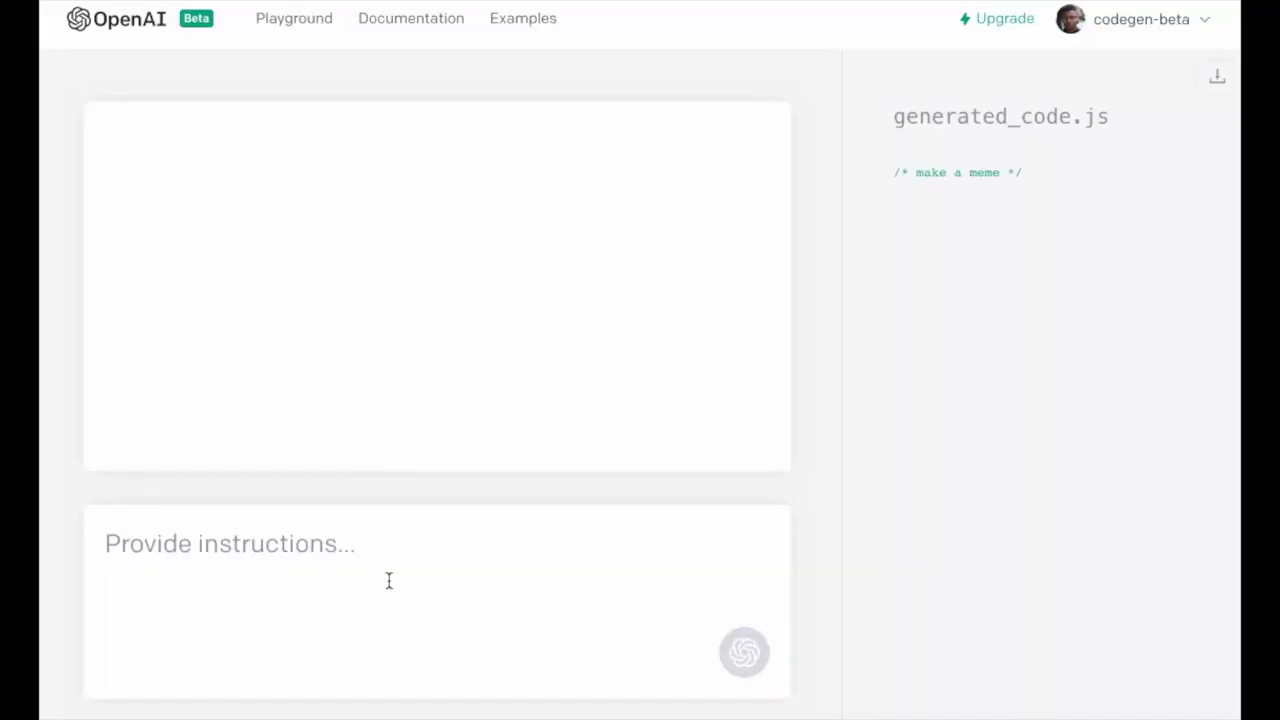 OpenAI Beta Playground Documentation Examples Upgrade codegen-beta
generated_code.js
/* make a meme */
Provide instructions...